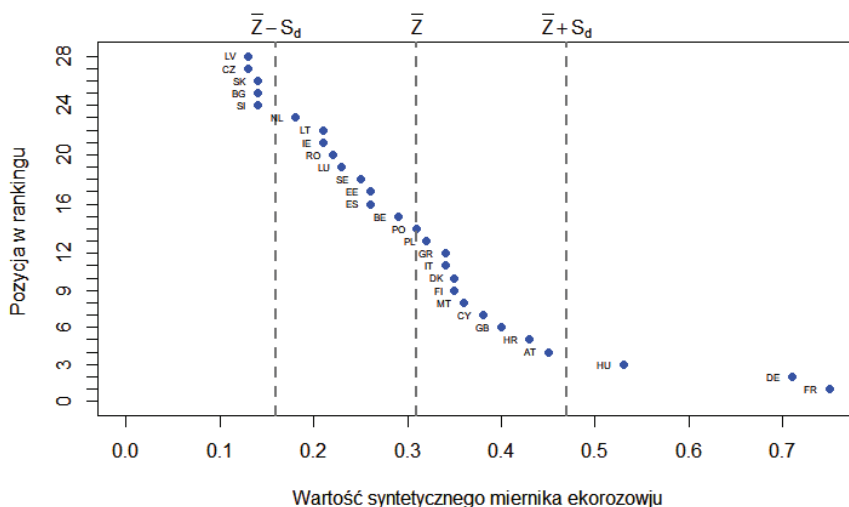 Z̅ – Sd Z̅ Z̅ + Sd
28
LV
CZ
SK
BG
24
SI
NL
LT
IE
20
RO
LU
SE
EE
16
ES
BE
PO
PL
12
GR
IT
DK
9
FI
MT
CY
6
GB
HR
AT
3
HU
DE
FR
0
Pozycja w rankingu
0.0 0.1 0.2 0.3 0.4 0.5 0.6 0.7
Wartość syntetycznego miernika ekorozowju